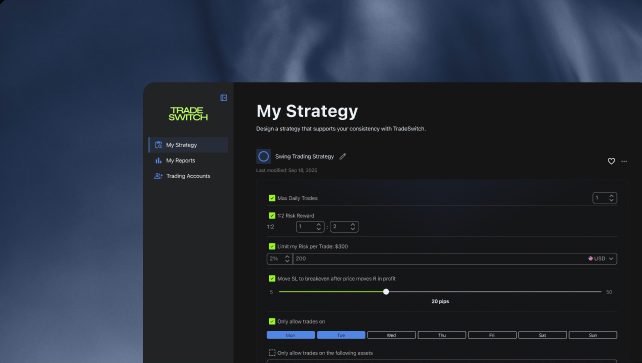 TRADE
SWITCH
My Strategy
My Reports
Trading Accounts
My Strategy
Design a strategy that supports your consistency with TradeSwitch.
Swing Trading Strategy
Last modified: Sep 18, 2025
Max Daily Trades
1
1:2 Risk Reward
1:2
1 : 2
Limit my Risk per Trade: $300
2% 200 USD
Move SL to breakeven after price moves R in profit
5 50
20 pips
Only allow trades on
Mon Tue Wed Thu Fri Sat Sun
Only allow trades on the following assets